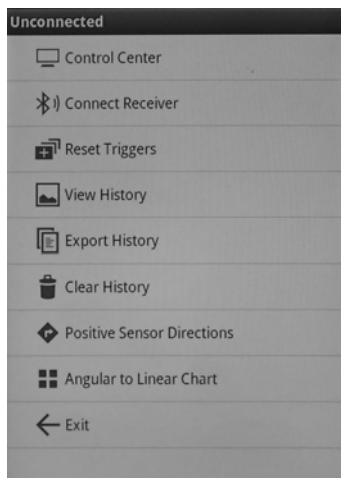 Unconnected
Control Center
Connect Receiver
Reset Triggers
View History
Export History
Clear History
Positive Sensor Directions
Angular to Linear Chart
Exit